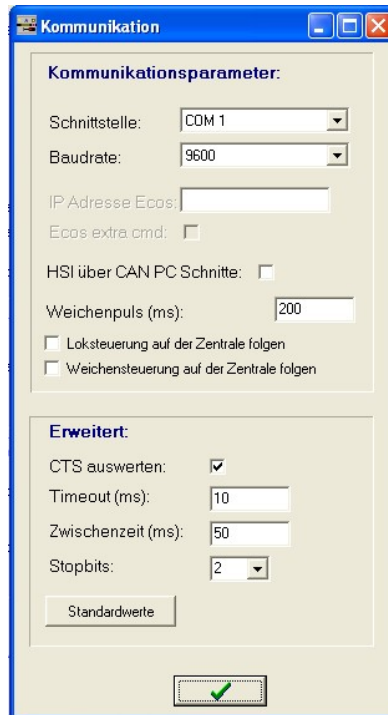 Kommunikation
Kommunikationsparameter:
Schnittstelle: COM 1
Baudrate: 9600
IP Adresse Ecos:
Ecos extra cmd:
HSI über CAN PC Schnitte:
Weichenpuls (ms): 200
Loksteuerung auf der Zentrale folgen
Weichensteuerung auf der Zentrale folgen
Erweitert:
CTS auswerten:
Timeout (ms): 10
Zwischenzeit (ms): 50
Stopbits: 2
Standardwerte